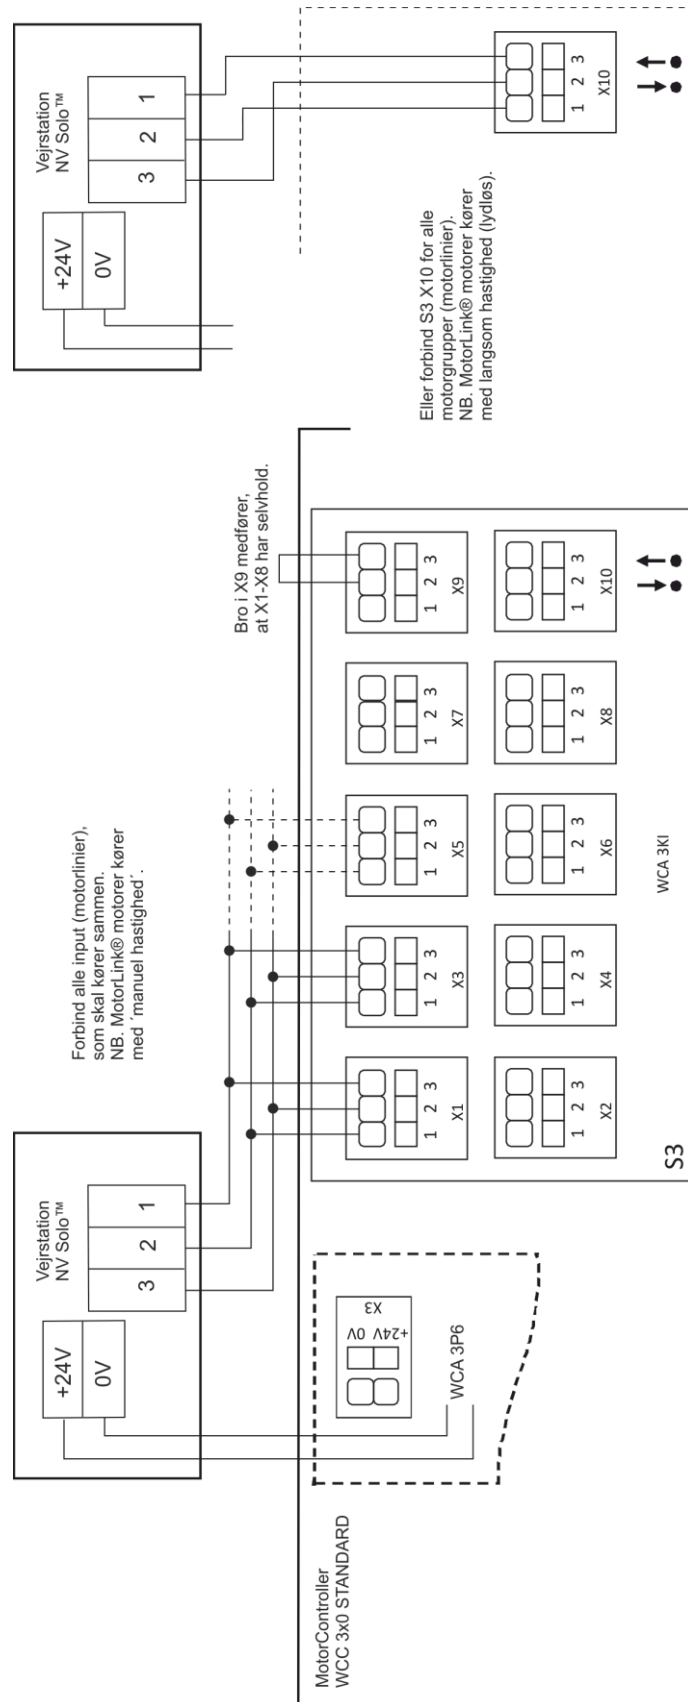 Vejrstation
NV Solo™
+24V
0V
3
2
1
Forbind alle input (motorlinier),
som skal kører sammen.
NB. MotorLink® motorer kører
med ´manuel hastighed´.
Bro i X9 medfører,
at X1-X8 har selvhold.
Vejrstation
NV Solo™
+24V
0V
3
2
1
MotorController
WCC 3x0 STANDARD
X3
+24V 0V
WCA 3P6
1 2 3
X1
1 2 3
X3
1 2 3
X5
1 2 3
X7
1 2 3
X9
1 2 3
X2
1 2 3
X4
1 2 3
X6
1 2 3
X8
1 2 3
X10
S3
WCA 3KI
Eller forbind S3 X10 for alle
motorgrupper (motorlinier).
NB. MotorLink® motorer kører
med langsom hastighed (lydløs).
1 2 3
X10